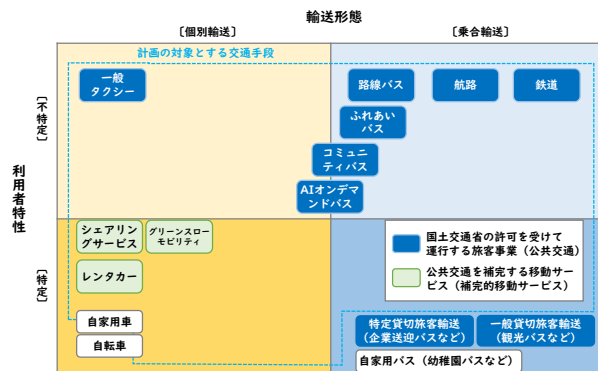 輸送形態
〔個別輸送〕
〔乗合輸送〕
計画の対象とする交通手段
一般
タクシー
路線バス
航路
鉄道
ふれあい
バス
コミュニ
ティバス
AIオンデマ
ンドバス
利用者特性
〔不特定〕
〔特定〕
シェアリン
グサービス
グリーンスロー
モビリティ
レンタカー
自家用車
自転車
国土交通省の許可を受けて
運行する旅客事業（公共交通）
公共交通を補完する移動サー
ビス（補完的移動サービス）
特定貸切旅客輸送
（企業送迎バスなど）
一般貸切旅客輸送
（観光バスなど）
自家用バス（幼稚園バスなど）